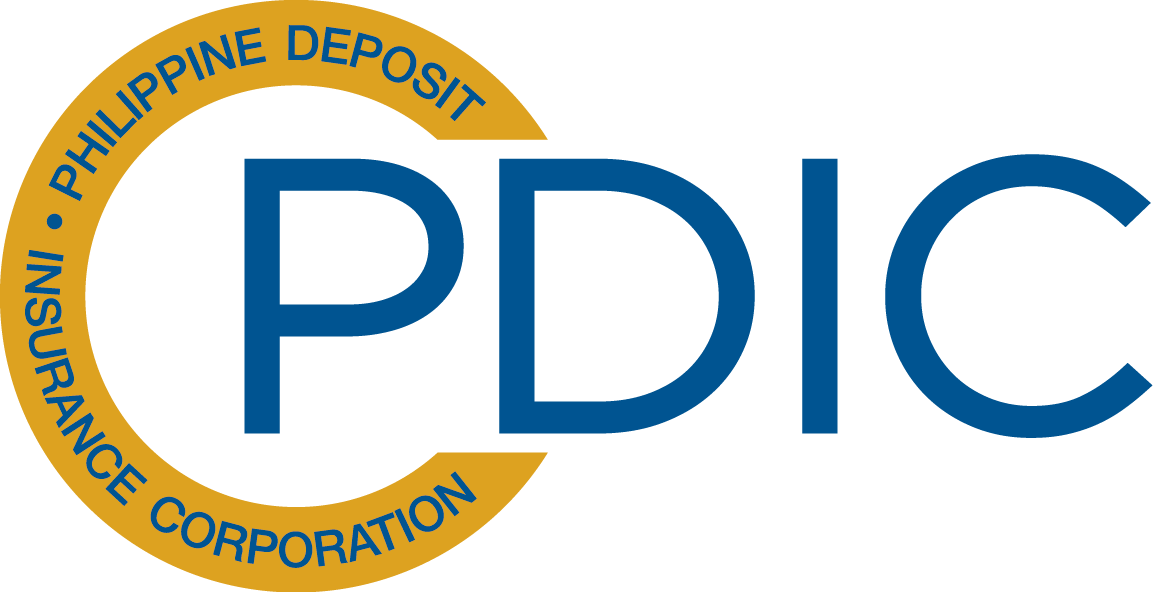 PHILIPPINE DEPOSIT
INSURANCE CORPORATION •
PDIC